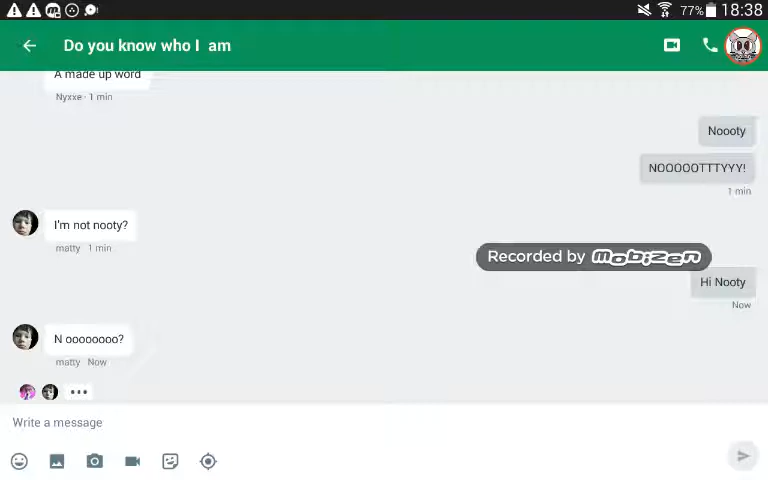 77% 18:38
Do you know who I am
A made up word
Nyxxe · 1 min
Noooty
NOOOOOTTTYYY!
1 min
I'm not nooty?
matty 1 min
Recorded by mobizen
Hi Nooty
Now
N oooooooo?
matty Now
Write a message